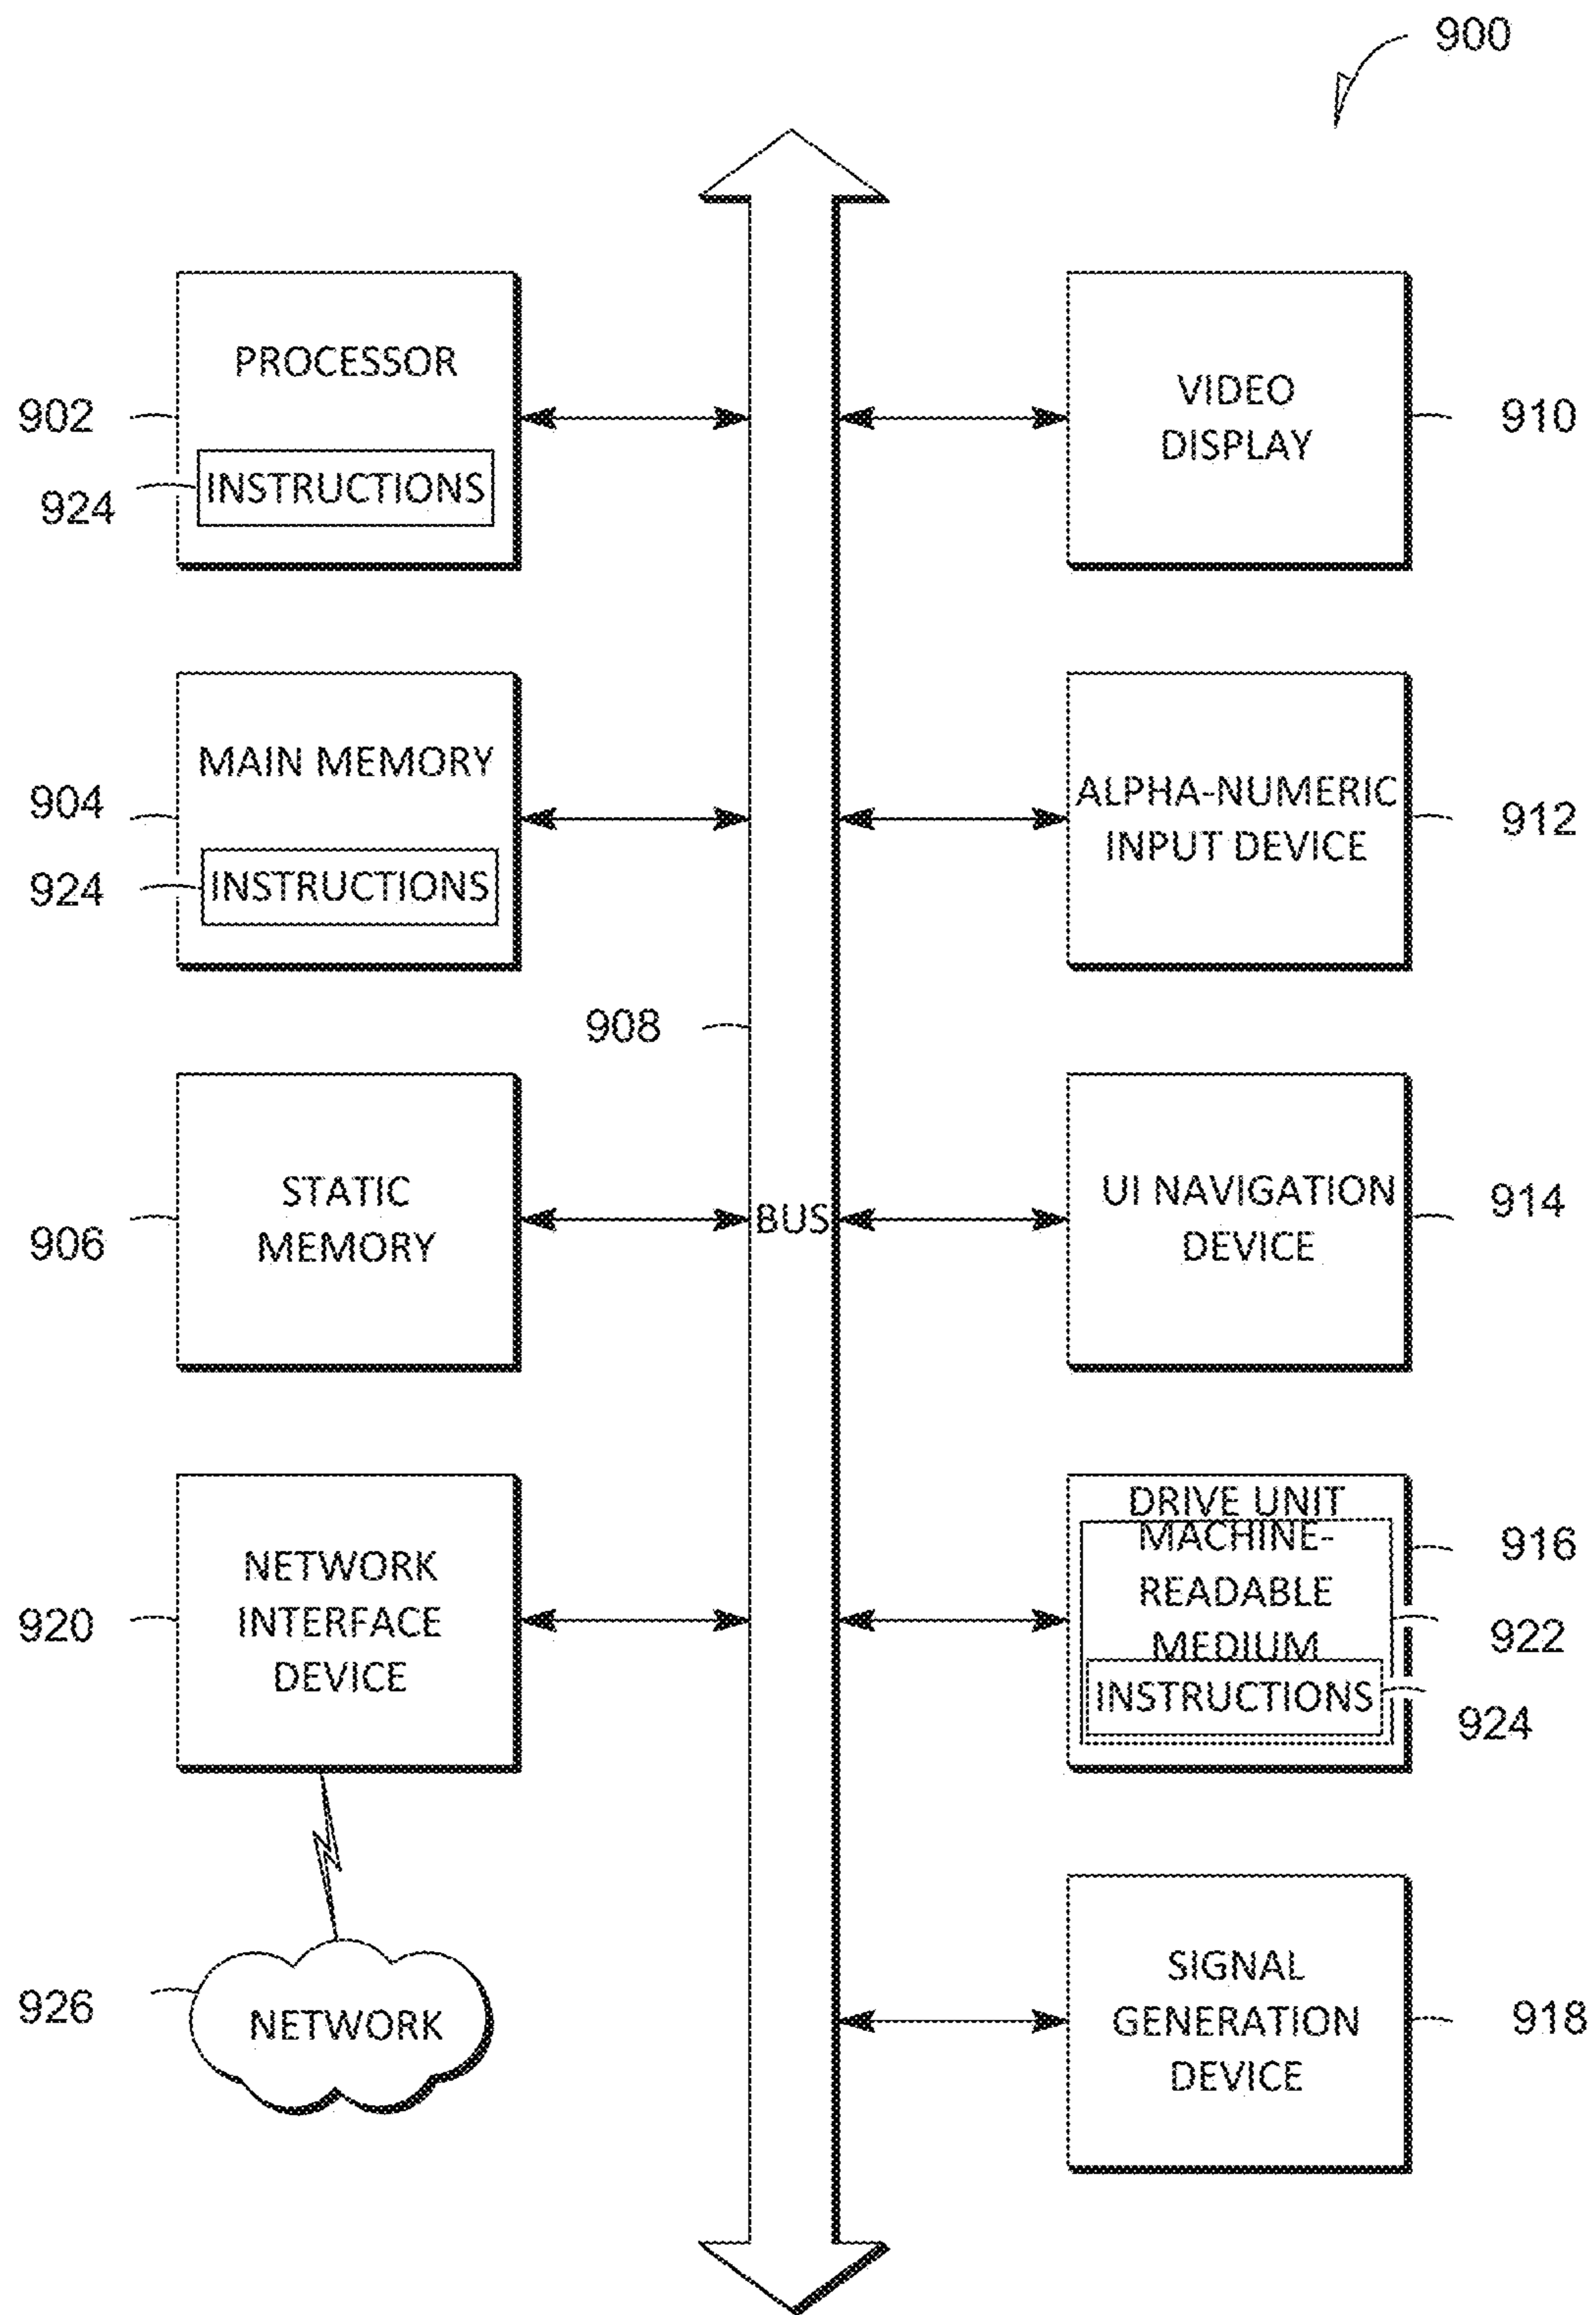 900
PROCESSOR
902
INSTRUCTIONS
924
VIDEO
DISPLAY
910
MAIN MEMORY
904
INSTRUCTIONS
924
ALPHA-NUMERIC
INPUT DEVICE
912
908
STATIC
MEMORY
906
BUS
UI NAVIGATION
DEVICE
914
NETWORK
INTERFACE
DEVICE
920
DRIVE UNIT
MACHINE-
READABLE
MEDIUM
INSTRUCTIONS
916
922
924
926
NETWORK
SIGNAL
GENERATION
DEVICE
918